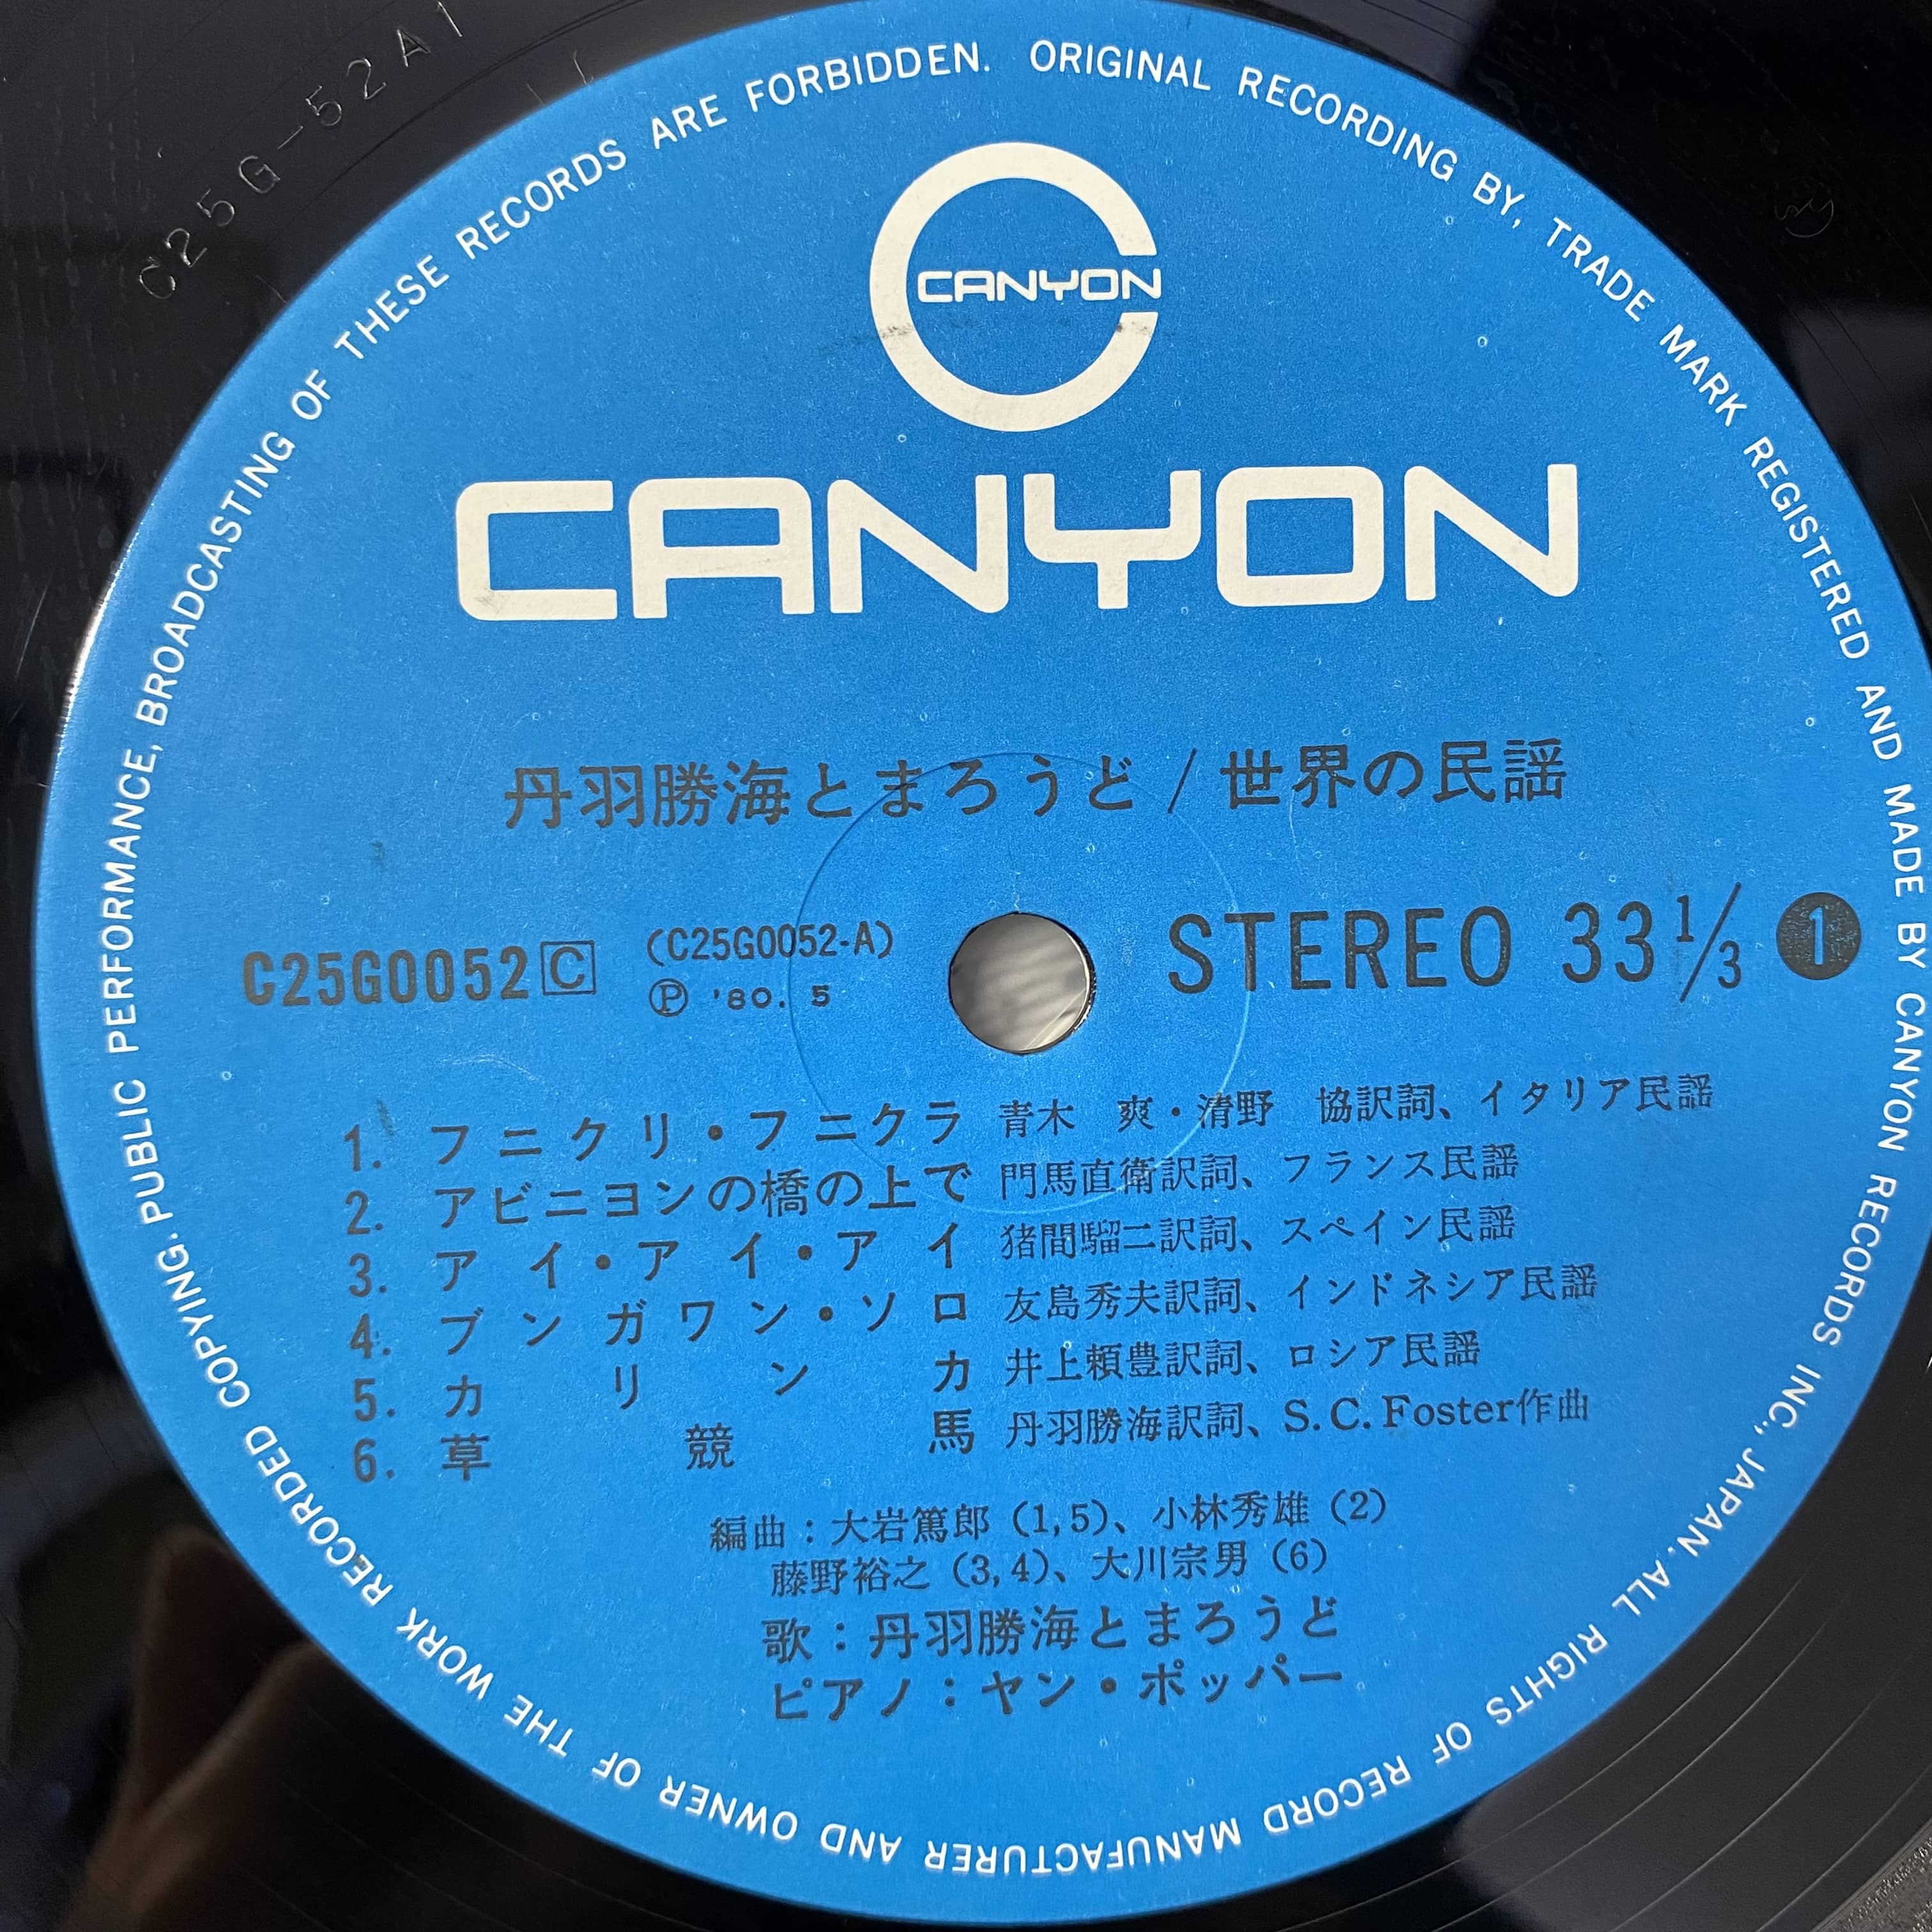 C25G-52A1
ORIGINAL RECORDING BY, TRADE MARK REGISTERED AND MADE BY CANYON RECORDS INC., JAPAN. ALL RIGHTS OF RECORD MANUFACTURER AND OWNER OF THE WORK RECORDED COPYING. PUBLIC PERFORMANCE, BROADCASTING OF THESE RECORDS ARE FORBIDDEN.
CANYON
CANYON
丹羽勝海とまろうど/世界の民謡
C25G0052 C (C25G0052-A) STEREO 33 1/3 1
Ⓟ '80. 5
1. フニクリ・フニクラ 青木 爽・清野 協訳詞、イタリア民謡
2. アビニヨンの橋の上で 門馬直衛訳詞、フランス民謡
3. アイ・アイ・アイ 猪間騮二訳詞、スペイン民謡
4. ブンガワン・ソロ 友島秀夫訳詞、インドネシア民謡
5. カリンカ 井上頼豊訳詞、ロシア民謡
6. 草競馬 丹羽勝海訳詞、S.C.Foster作曲
編曲:大岩篤郎(1,5)、小林秀雄(2)
藤野裕之(3,4)、大川宗男(6)
歌:丹羽勝海とまろうど
ピアノ:ヤン・ポッパー